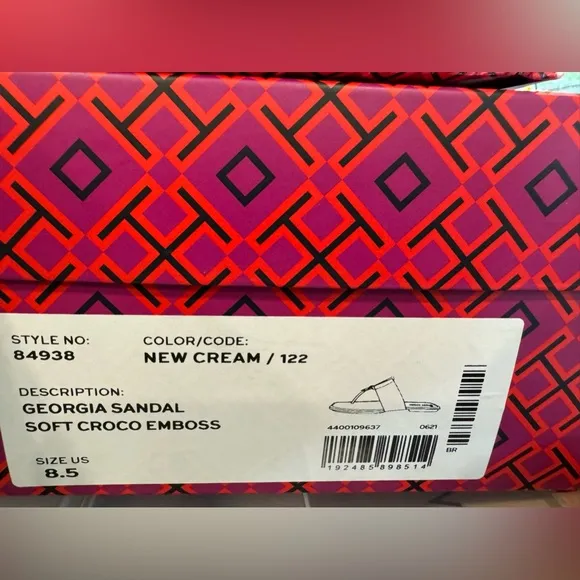 STYLE NO:
84938
COLOR/CODE:
NEW CREAM / 122
DESCRIPTION:
GEORGIA SANDAL
SOFT CROCO EMBOSS
SIZE US
8.5
4400109637 0621
192485898514
BR